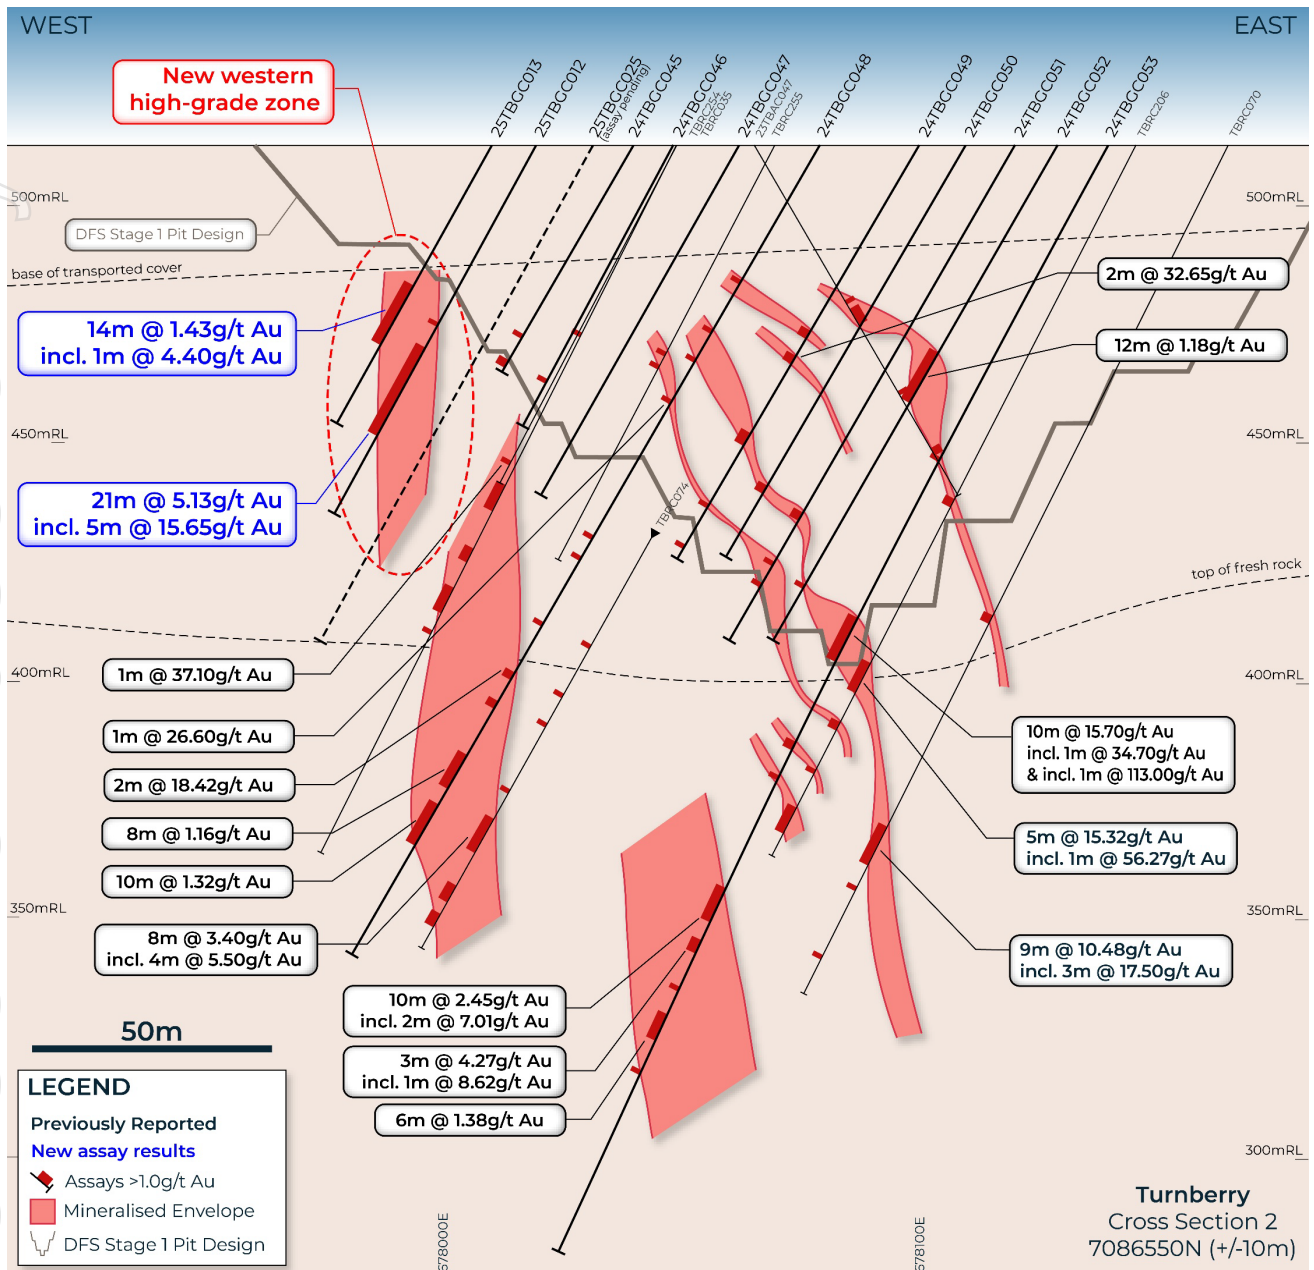 WEST
EAST
New western
high-grade zone
25TBGC013
25TBGC012
25TBGC025
(assay pending)
24TBGC045
24TBGC046
TBRC254
TBRC035
24TBGC047
23TBAC047
TBRC255
24TBGC048
24TBGC049
24TBGC050
24TBGC051
24TBGC052
24TBGC053
TBRC206
TBRC070
500mRL
500mRL
DFS Stage 1 Pit Design
base of transported cover
2m @ 32.65g/t Au
14m @ 1.43g/t Au
incl. 1m @ 4.40g/t Au
12m @ 1.18g/t Au
450mRL
450mRL
21m @ 5.13g/t Au
incl. 5m @ 15.65g/t Au
TBRC074
top of fresh rock
1m @ 37.10g/t Au
400mRL
400mRL
1m @ 26.60g/t Au
10m @ 15.70g/t Au
incl. 1m @ 34.70g/t Au
& incl. 1m @ 113.00g/t Au
2m @ 18.42g/t Au
8m @ 1.16g/t Au
5m @ 15.32g/t Au
incl. 1m @ 56.27g/t Au
10m @ 1.32g/t Au
350mRL
350mRL
8m @ 3.40g/t Au
incl. 4m @ 5.50g/t Au
9m @ 10.48g/t Au
incl. 3m @ 17.50g/t Au
10m @ 2.45g/t Au
incl. 2m @ 7.01g/t Au
50m
3m @ 4.27g/t Au
incl. 1m @ 8.62g/t Au
6m @ 1.38g/t Au
LEGEND
Previously Reported
New assay results
Assays >1.0g/t Au
Mineralised Envelope
DFS Stage 1 Pit Design
300mRL
678000E
678100E
Turnberry
Cross Section 2
7086550N (+/-10m)